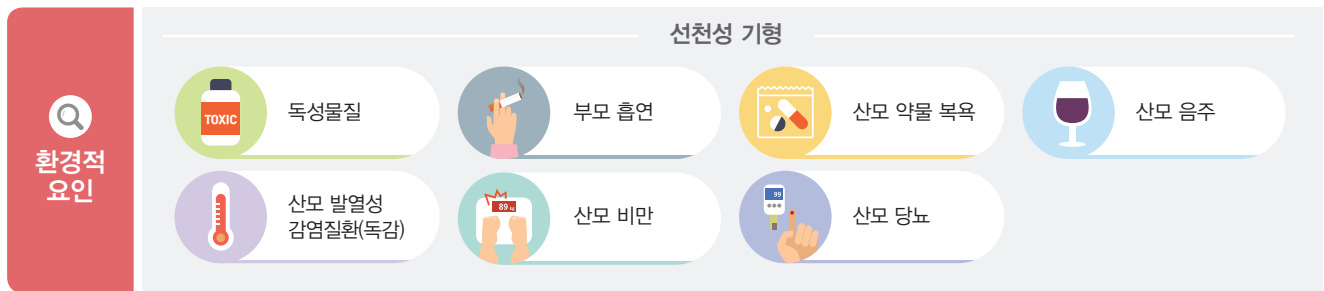 선천성 기형
환경적
요인
TOXIC
독성물질
부모 흡연
산모 약물 복용
산모 음주
산모 발열성
감염질환(독감)
89 kg
산모 비만
99
산모 당뇨